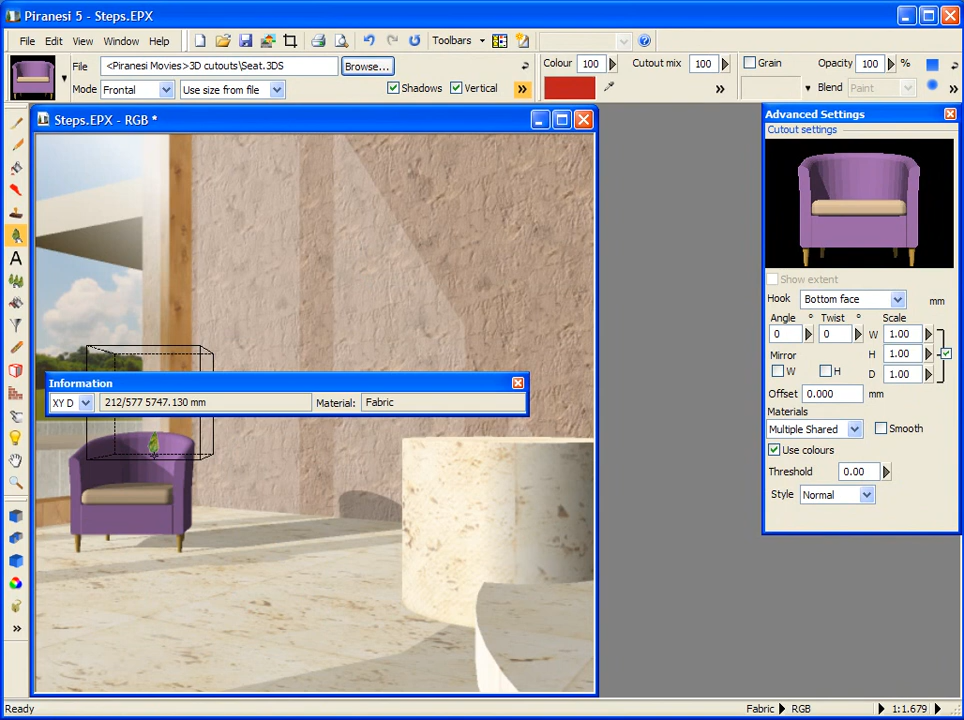 Piranesi 5 - Steps.EPX
File Edit View Window Help Toolbars
File <Piranesi Movies>3D cutouts/Seat.3DS Browse...
Mode Frontal Use size from file Shadows Vertical »
Colour 100 Cutout mix 100 Grain Opacity 100 %
» Blend Paint »
Steps.EPX - RGB *
Information
XY D 212/577 5747.130 mm Material: Fabric
Advanced Settings
Cutout settings
Show extent
Hook Bottom face mm
Angle ° Twist ° Scale
0 0 W 1.00
Mirror H 1.00
W H D 1.00
Offset 0.000 mm
Materials
Multiple Shared Smooth
Use colours
Threshold 0.00
Style Normal
A
»
Ready Fabric RGB 1:1.679